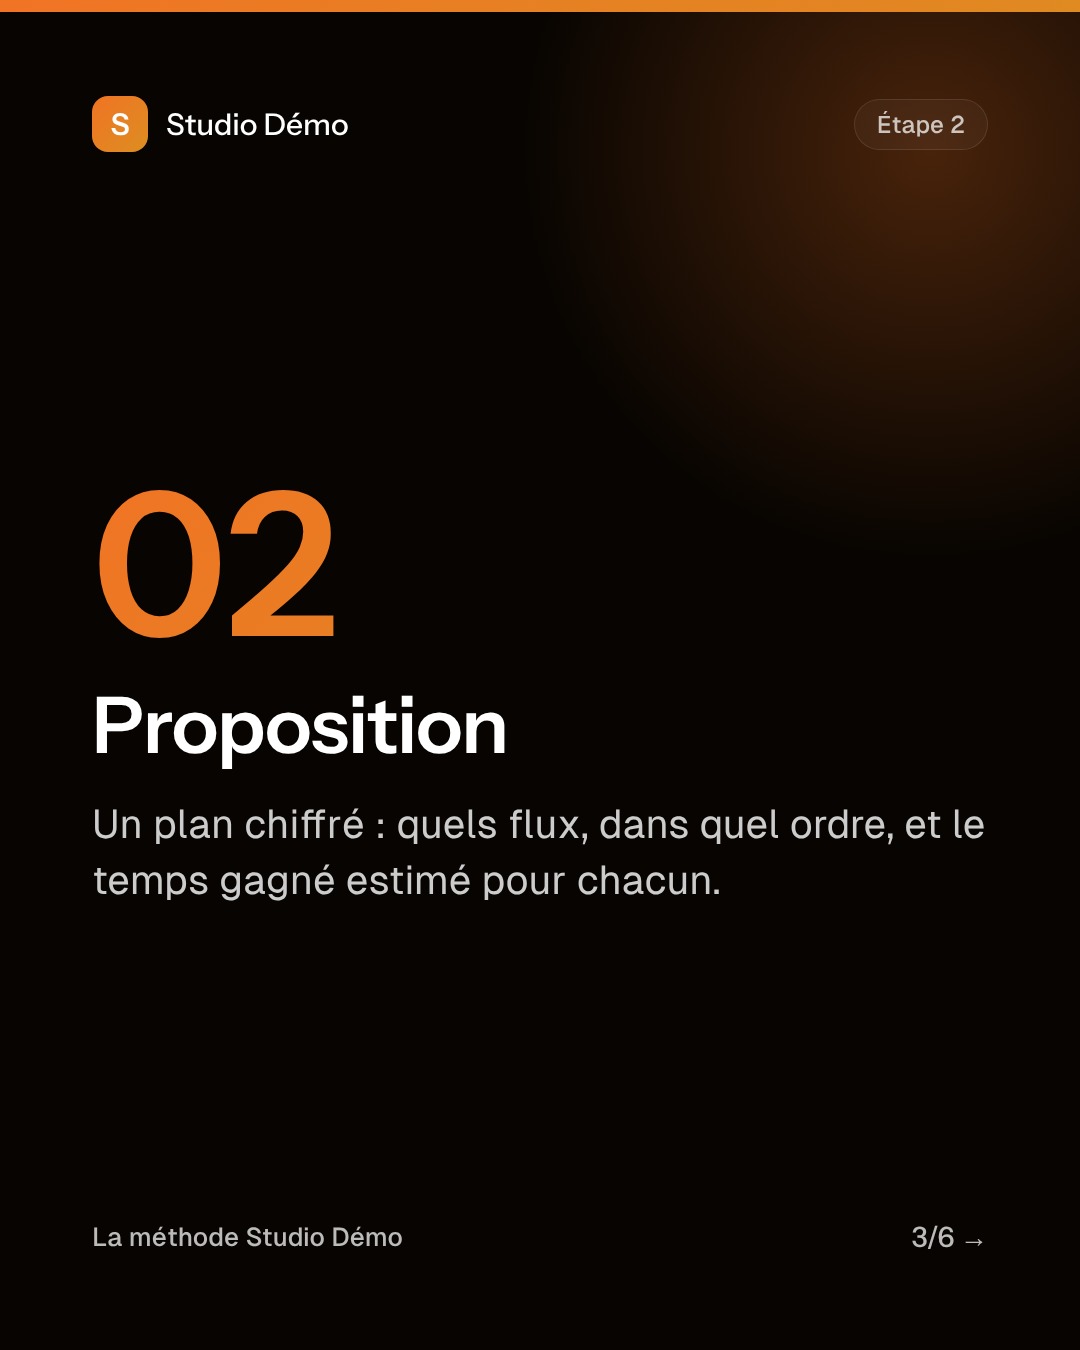 S Studio Démo
Étape 2
02
Proposition
Un plan chiffré : quels flux, dans quel ordre, et le
temps gagné estimé pour chacun.
La méthode Studio Démo
3/6 →